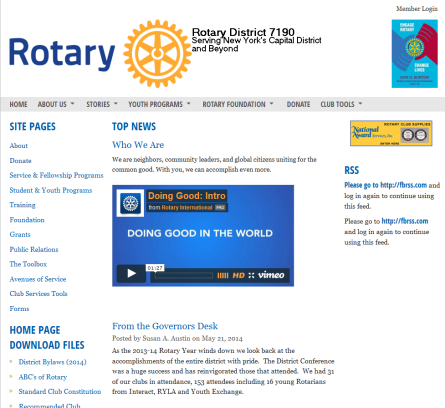 Member Login
Rotary
Rotary District 7190
Serving New York's Capital District
and Beyond
ENGAGE
ROTARY
CHANGE
LIVES
HOME ABOUT US STORIES YOUTH PROGRAMS ROTARY FOUNDATION DONATE CLUB TOOLS
SITE PAGES
About
Donate
Service & Fellowship Programs
Student & Youth Programs
Training
Foundation
Grants
Public Relations
The Toolbox
Avenues of Service
Club Services Tools
Forms
HOME PAGE
DOWNLOAD FILES
District Bylaws (2014)
ABC's of Rotary
Standard Club Constitution
Recommended Club
TOP NEWS
Who We Are
We are neighbors, community leaders, and global citizens uniting for the
common good. With you, we can accomplish even more.
Doing Good: Intro
from Rotary International PRO
DOING GOOD IN THE WORLD
01:27
HD vimeo
From the Governors Desk
Posted by Susan A. Austin on May 21, 2014
As the 2013-14 Rotary Year winds down we look back at the
accomplishments of the entire district with pride. The District Conference
was a huge success and has reinvigorated those that attended. We had 31
of our clubs in attendance, 153 attendees including 16 young Rotarians
from Interact, RYLA and Youth Exchange.
ROTARY CLUB SUPPLIES
National
Award
Services, Inc.
ENTER HERE
RSS
Please go to http://fbrss.com and
log in again to continue using
this feed.
Please go to http://fbrss.com
and log in again to continue
using this feed.